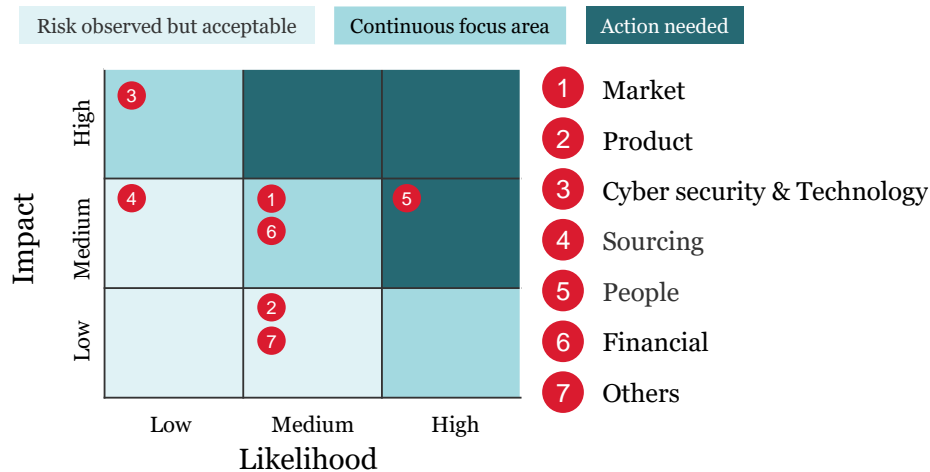 Risk observed but acceptable
Continuous focus area
Action needed
Impact
High
Medium
Low
3
4
1
6
5
2
7
Low
Medium
High
Likelihood
1 Market
2 Product
3 Cyber security & Technology
4 Sourcing
5 People
6 Financial
7 Others